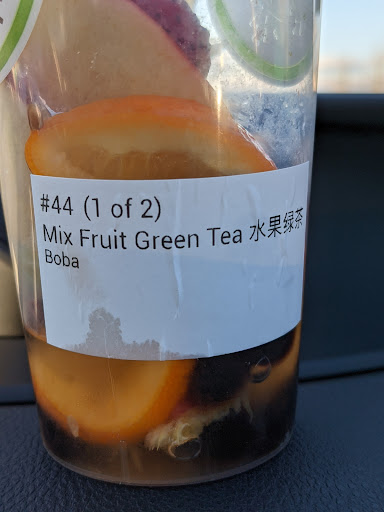 #44 (1 of 2)
Mix Fruit Green Tea 水果绿茶
Boba